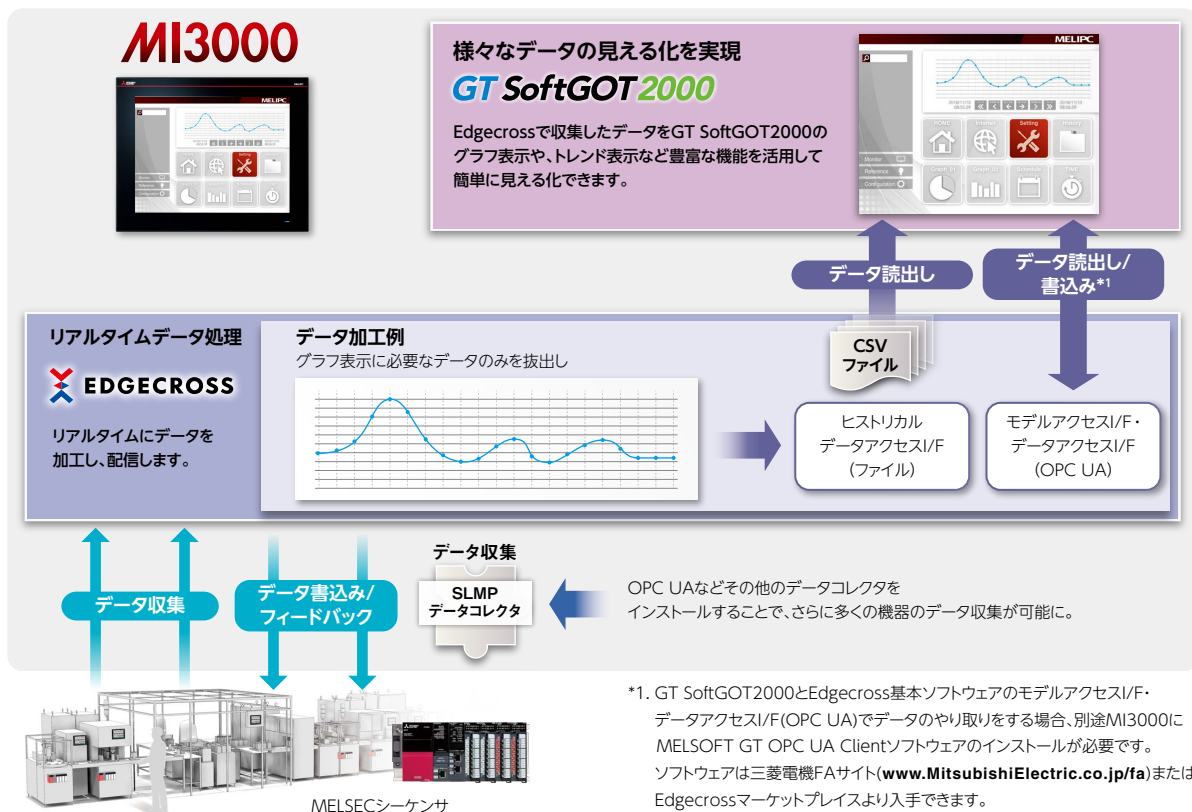 MI3000
MELIPC
様々なデータの見える化を実現
GT SoftGOT2000
Edgecrossで収集したデータをGT SoftGOT2000の
グラフ表示や、トレンド表示など豊富な機能を活用して
簡単に見える化できます。
MELIPC
HOME
Internet
Setting
History
Monitor
Reference
Configuration
Graph_01
Graph_02
Schedule
TIME
データ読出し
データ読出し/
書込み*1
リアルタイムデータ処理
EDGECROSS
リアルタイムにデータを
加工し、配信します。
データ加工例
グラフ表示に必要なデータのみを抜出し
CSV
ファイル
ヒストリカル
データアクセスI/F
(ファイル)
モデルアクセスI/F・
データアクセスI/F
(OPC UA)
データ収集
データ書込み/
フィードバック
データ収集
SLMP
データコレクタ
OPC UAなどその他のデータコレクタを
インストールすることで、さらに多くの機器のデータ収集が可能に。
MELSECシーケンサ
*1. GT SoftGOT2000とEdgecross基本ソフトウェアのモデルアクセスI/F・
データアクセスI/F(OPC UA)でデータのやり取りをする場合、別途MI3000に
MELSOFT GT OPC UA Clientソフトウェアのインストールが必要です。
ソフトウェアは三菱電機FAサイト(www.MitsubishiElectric.co.jp/fa)または
Edgecrossマーケットプレイスより入手できます。